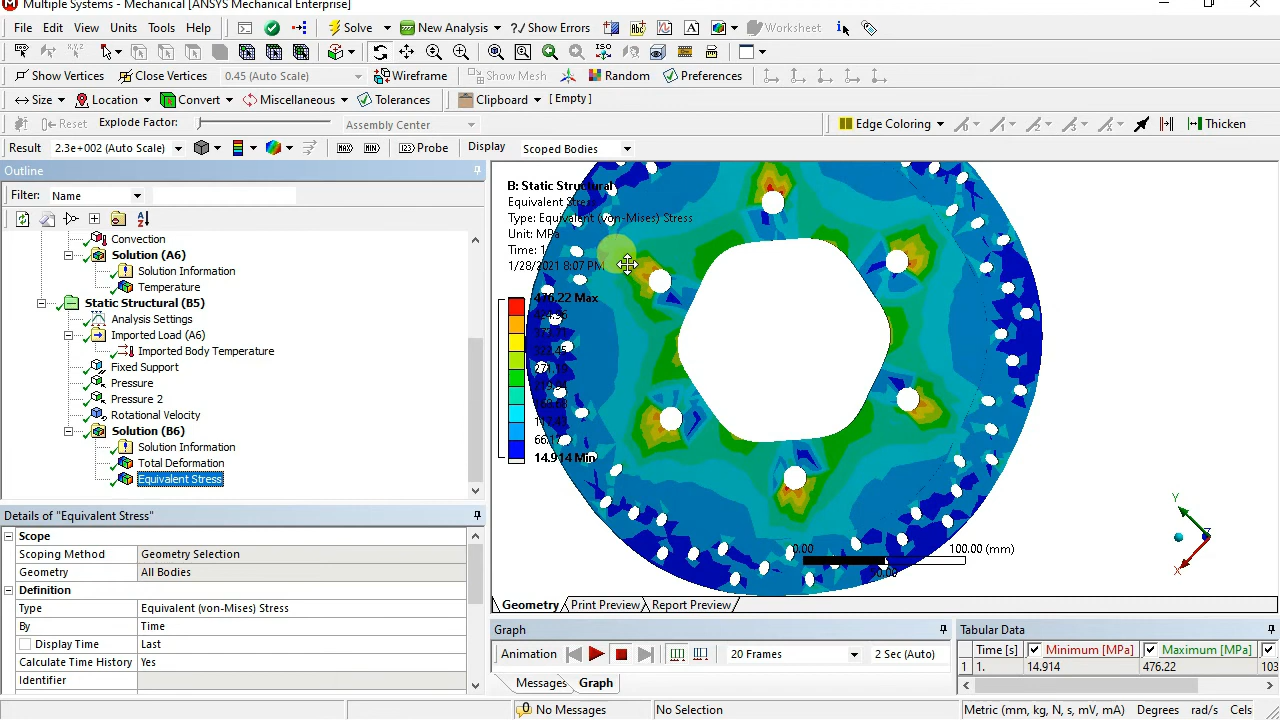 Multiple Systems - Mechanical [ANSYS Mechanical Enterprise]
File Edit View Units Tools Help Solve New Analysis ?/ Show Errors Worksheet
Show Vertices Close Vertices 0.45 (Auto Scale) Wireframe Show Mesh Random Preferences
Size Location Convert Miscellaneous Tolerances Clipboard [ Empty ]
Reset Explode Factor: Assembly Center Edge Coloring Thicken
Result 2.3e+002 (Auto Scale) MAX MIN 123 Probe Display Scoped Bodies
Outline
Filter: Name
Convection
Solution (A6)
Solution Information
Temperature
Static Structural (B5)
Analysis Settings
Imported Load (A6)
Imported Body Temperature
Fixed Support
Pressure
Pressure 2
Rotational Velocity
Solution (B6)
Solution Information
Total Deformation
Equivalent Stress
Details of "Equivalent Stress"
Scope
Scoping Method Geometry Selection
Geometry All Bodies
Definition
Type Equivalent (von-Mises) Stress
By Time
Display Time Last
Calculate Time History Yes
Identifier
B: Static Structural
Equivalent Stress
Type: Equivalent (von-Mises) Stress
Unit: MPa
Time: 1
1/28/2021 8:07 PM
476.22 Max
14.914 Min
0.00 100.00 (mm)
50.00
Y
X
Z
Geometry Print Preview Report Preview
Graph
Animation 20 Frames 2 Sec (Auto)
Messages Graph
Tabular Data
Time [s] Minimum [MPa] Maximum [MPa]
1 1. 14.914 476.22 103
No Messages No Selection Metric (mm, kg, N, s, mV, mA) Degrees rad/s Cels